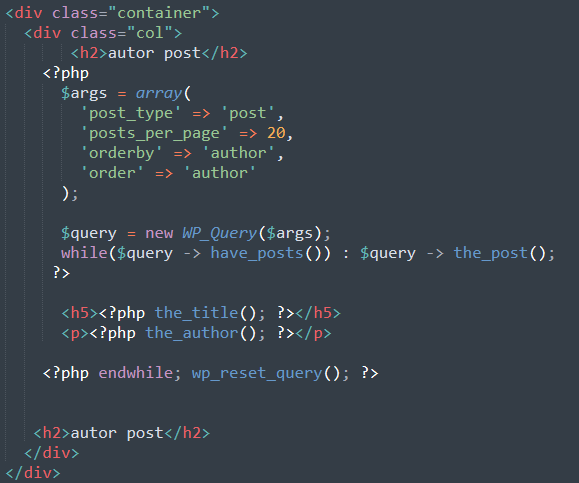 <div class="container">
<div class="col">
<h2>autor post</h2>
<?php
$args = array(
'post_type' => 'post',
'posts_per_page' => 20,
'orderby' => 'author',
'order' => 'author'
);
$query = new WP_Query($args);
while($query -> have_posts()) : $query -> the_post();
?>
<h5><?php the_title(); ?></h5>
<p><?php the_author(); ?></p>
<?php endwhile; wp_reset_query(); ?>
<h2>autor post</h2>
</div>
</div>